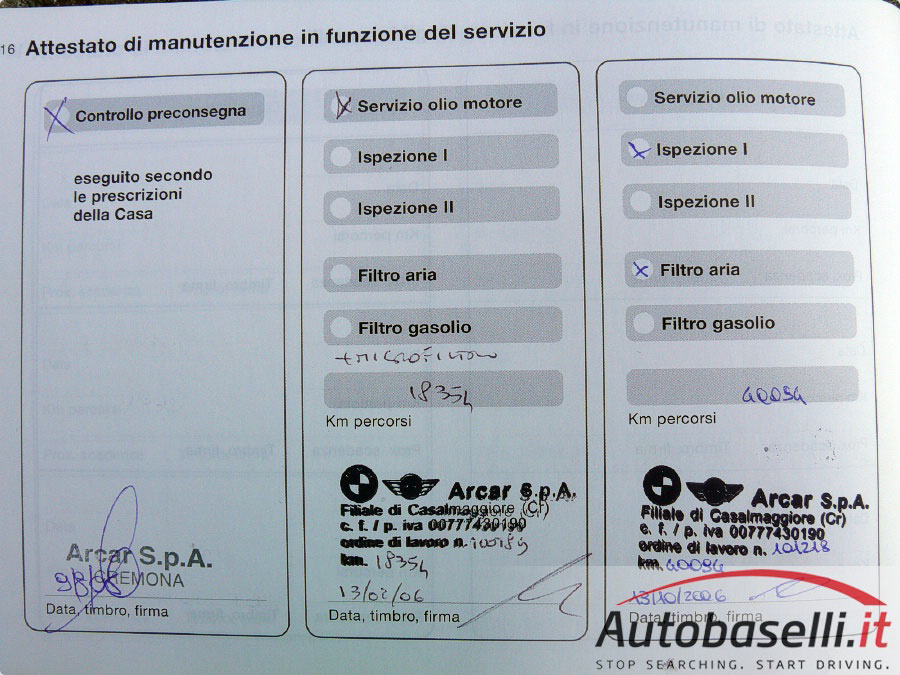 16 Attestato di manutenzione in funzione del servizio
X Controllo preconsegna
eseguito secondo
le prescrizioni
della Casa
Arcar S.p.A.
CREMONA
Data, timbro, firma
X Servizio olio motore
Ispezione I
Ispezione II
Filtro aria
Filtro gasolio
+MICROFILTRO
18354
Km percorsi
Arcar S.p.A.
Filiale di Casalmaggiore (Cr)
c. f. / p. iva 00777430190
ordine di lavoro n.
km. 18354
13/02/06
Data, timbro, firma
Servizio olio motore
X Ispezione I
Ispezione II
X Filtro aria
Filtro gasolio
40094
Km percorsi
Arcar S.p.A.
Filiale di Casalmaggiore (Cr)
c. f. / p. iva 00777430190
ordine di lavoro n. 101218
km. 40094
13/10/2006
Data, timbro, firma
Autobaselli.it
STOP SEARCHING. START DRIVING.